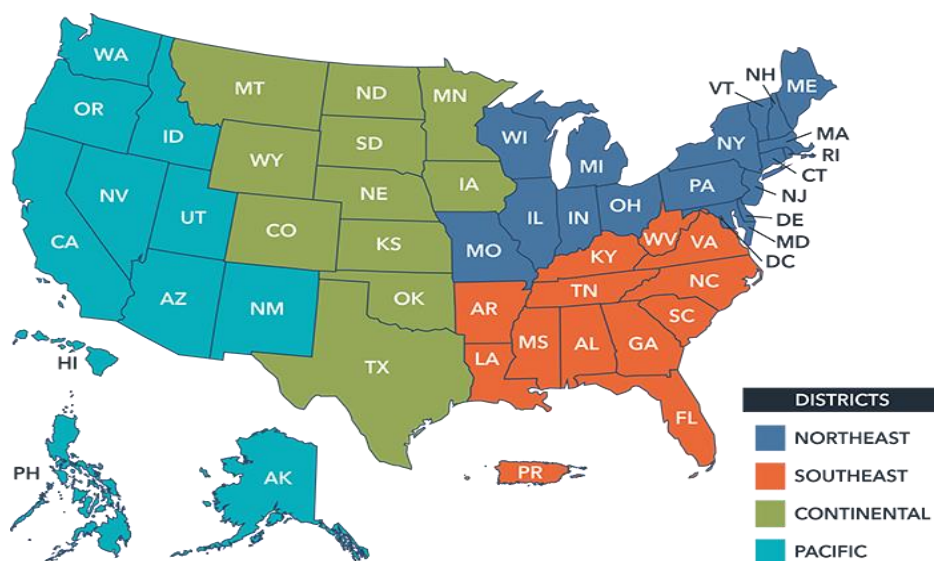 WA
OR
ID
NV
CA
UT
AZ
NM
MT
WY
CO
ND
SD
NE
KS
OK
TX
MN
IA
MO
WI
IL
IN
MI
OH
PA
NY
VT
NH
ME
MA
RI
CT
NJ
DE
MD
DC
WV
VA
KY
TN
NC
SC
AR
LA
MS
AL
GA
FL
HI
PH
AK
PR
DISTRICTS
NORTHEAST
SOUTHEAST
CONTINENTAL
PACIFIC